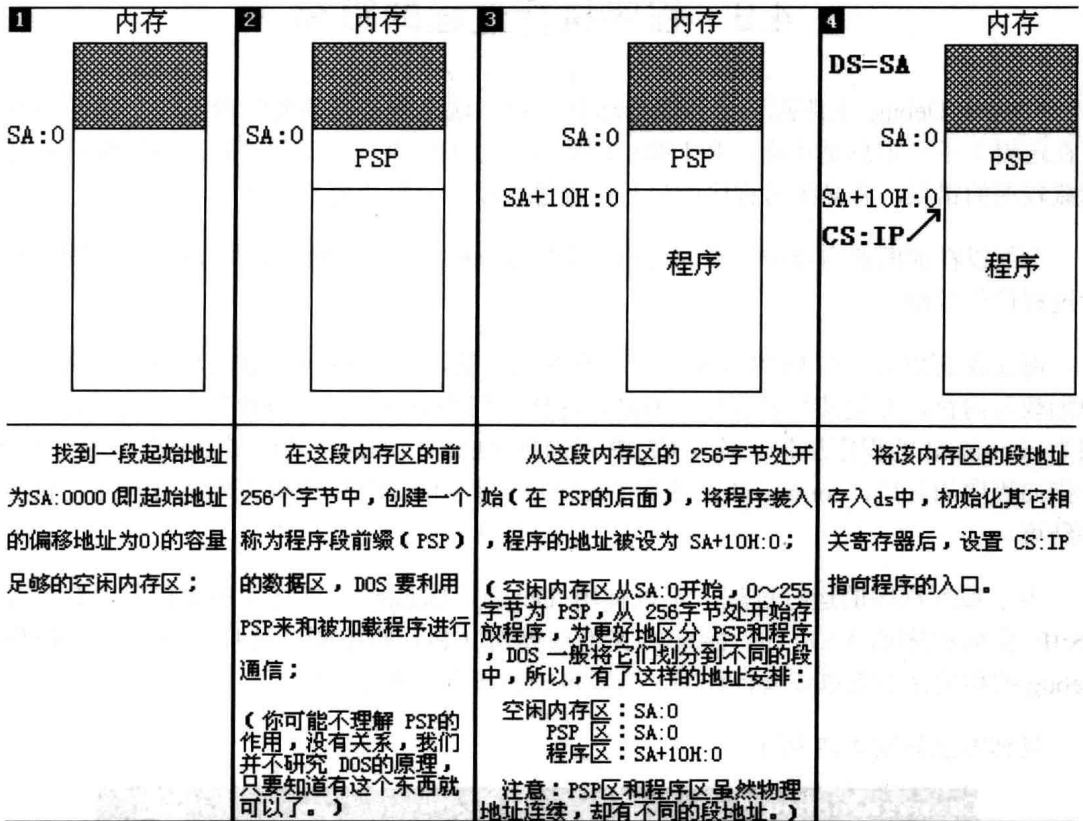 1 内存
SA:0
找到一段起始地址
为SA:0000(即起始地址
的偏移地址为0)的容量
足够的空闲内存区；
2 内存
SA:0
PSP
在这段内存区的前
256个字节中，创建一个
称为程序段前缀（PSP）
的数据区，DOS 要利用
PSP来和被加载程序进行
通信；
（你可能不理解 PSP的
作用，没有关系，我们
并不研究 DOS的原理，
只要知道有这个东西就
可以了。）
3 内存
SA:0
PSP
SA+10H:0
程序
从这段内存区的 256字节处开
始（在 PSP的后面），将程序装入
，程序的地址被设为 SA+10H:0；
（空闲内存区从SA:0开始，0～255
字节为 PSP，从 256字节处开始存
放程序，为更好地区分 PSP和程序
，DOS 一般将它们划分到不同的段
中，所以，有了这样的地址安排：
空闲内存区：SA:0
PSP 区：SA:0
程序区：SA+10H:0
注意：PSP区和程序区虽然物理
地址连续，却有不同的段地址。）
4 内存
DS=SA
SA:0
PSP
SA+10H:0
CS:IP
程序
将该内存区的段地址
存入ds中，初始化其它相
关寄存器后，设置 CS:IP
指向程序的入口。